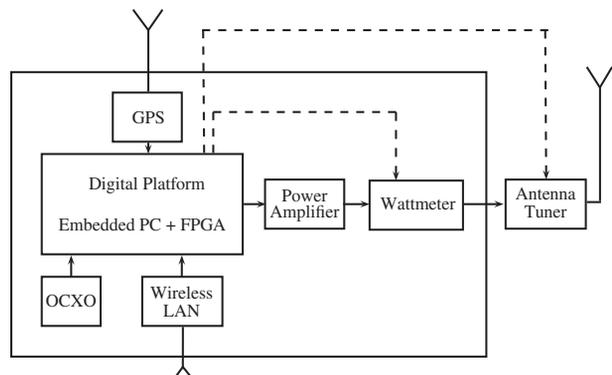 GPS
Digital Platform
Embedded PC + FPGA
Power
Amplifier
Wattmeter
Antenna
Tuner
OCXO
Wireless
LAN